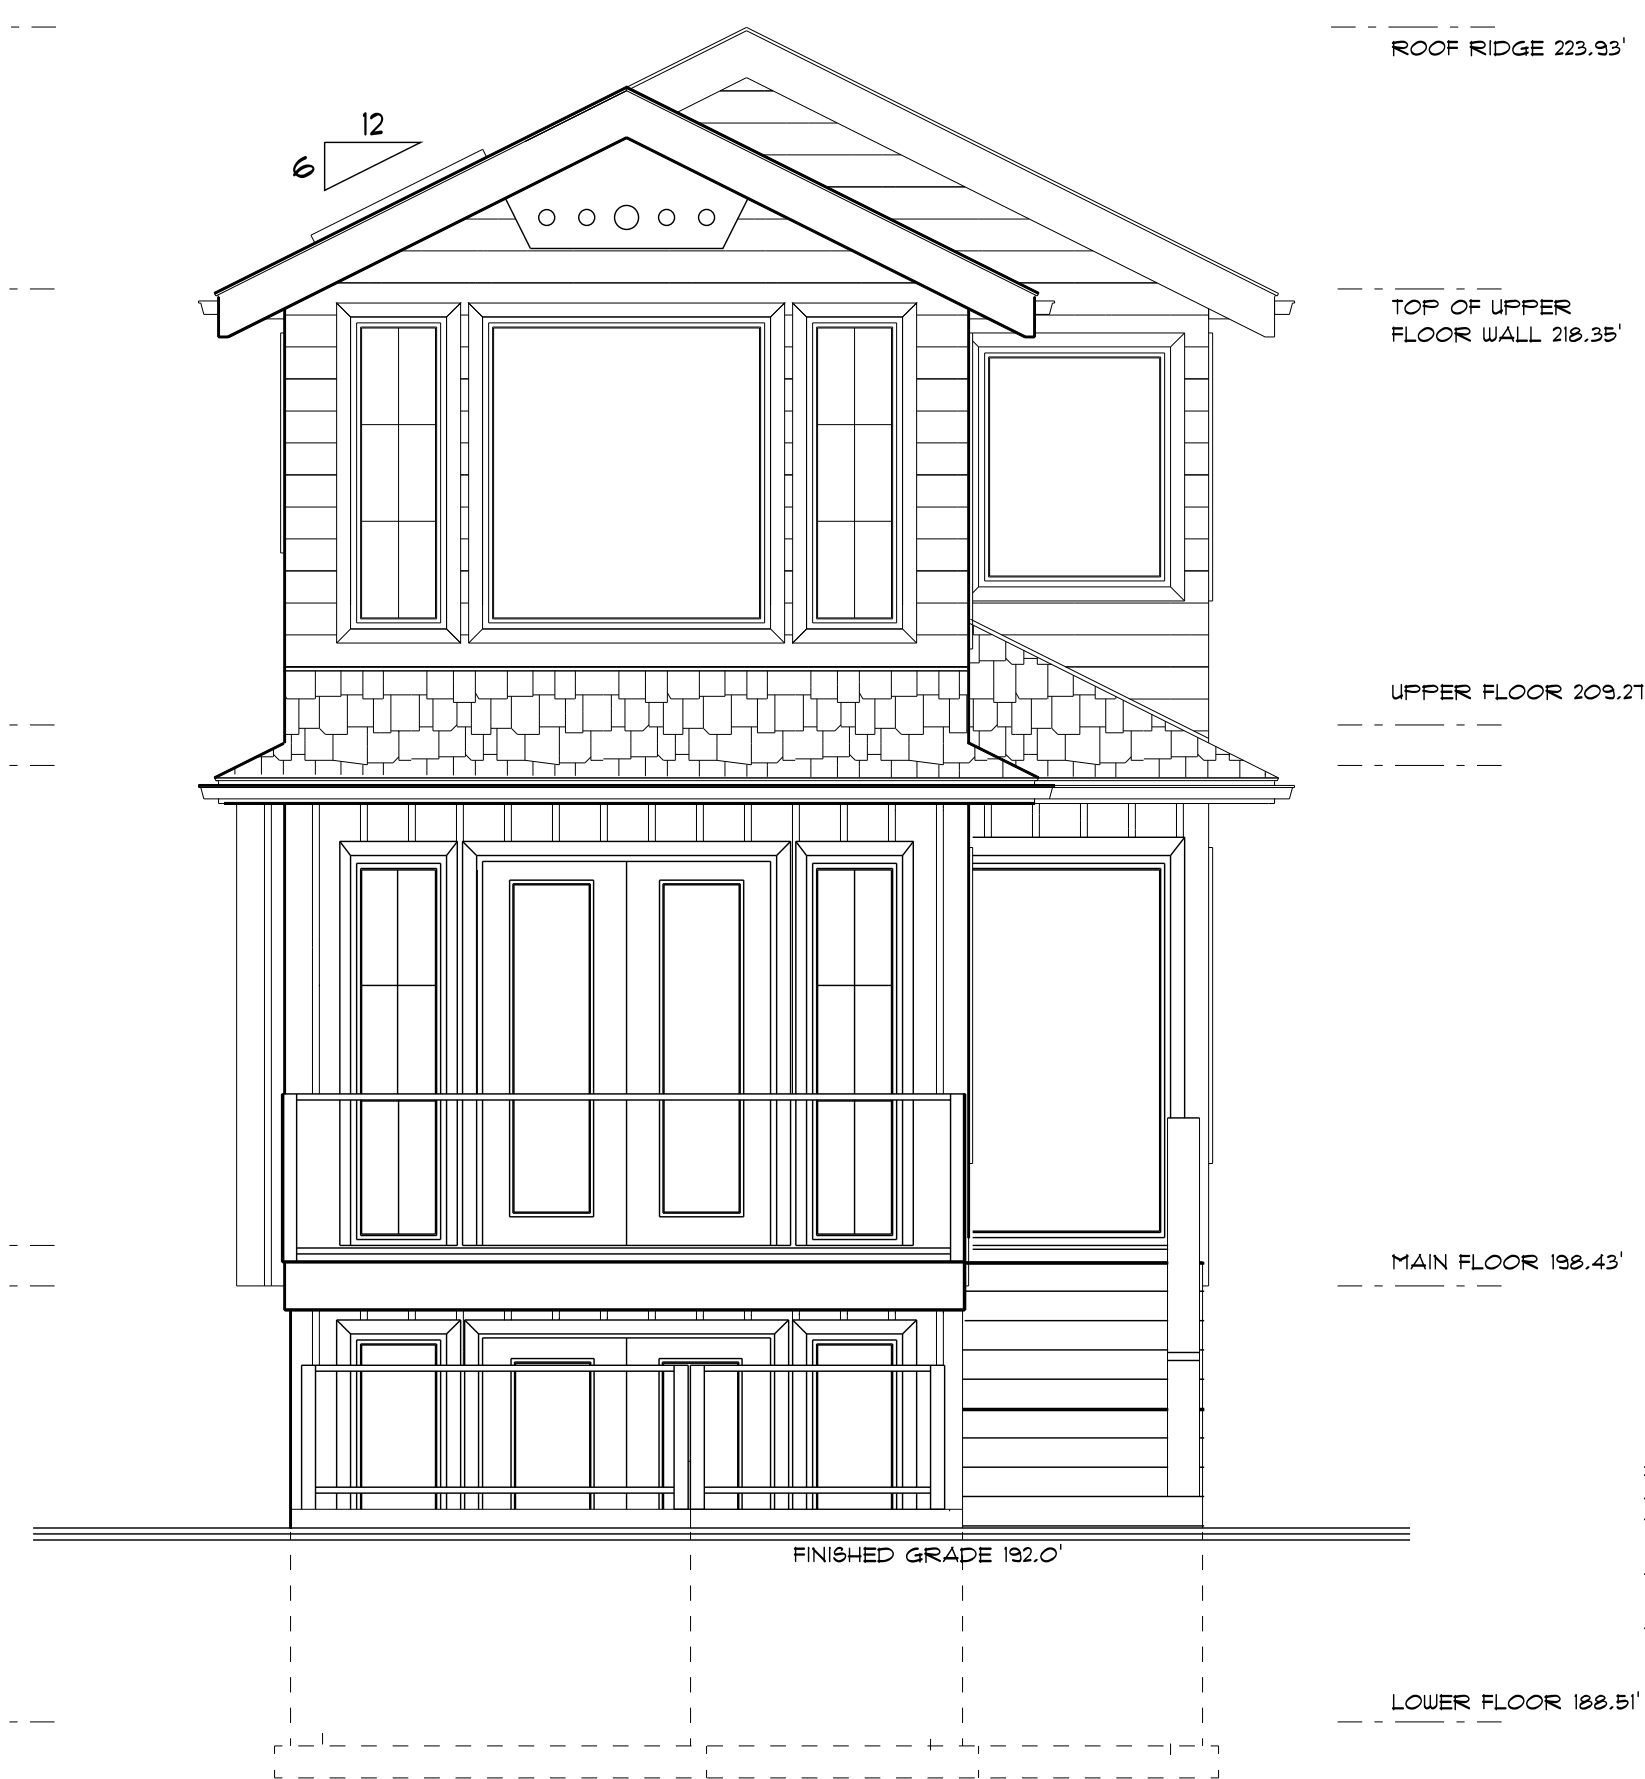 ROOF RIDGE 223.93'
12
6
TOP OF UPPER
FLOOR WALL 218.35'
UPPER FLOOR 209.27
MAIN FLOOR 198.43'
FINISHED GRADE 192.0'
LOWER FLOOR 188.51'